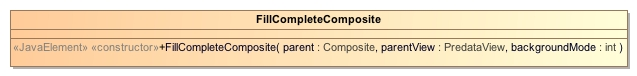 FillCompleteComposite
«JavaElement» «constructor»+FillCompleteComposite( parent : Composite, parentView : PredataView, backgroundMode : int )